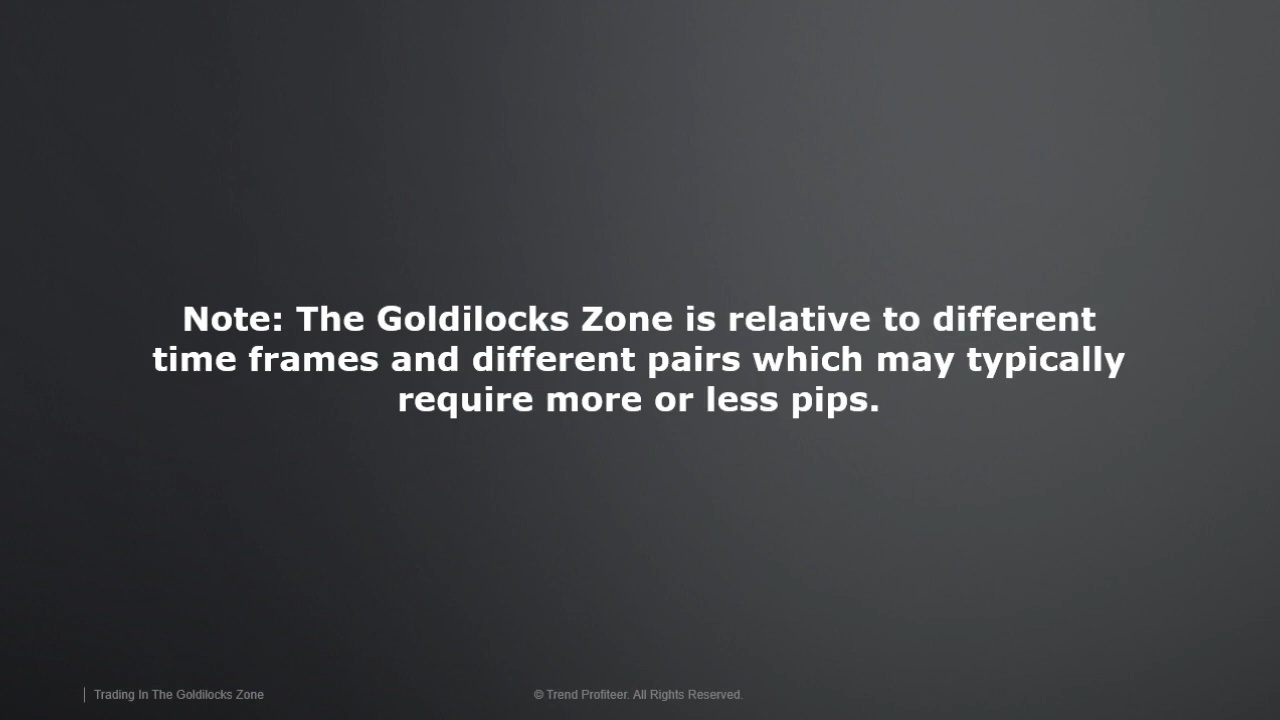 Note: The Goldilocks Zone is relative to different
time frames and different pairs which may typically
require more or less pips.
Trading In The Goldilocks Zone
© Trend Profiteer. All Rights Reserved.